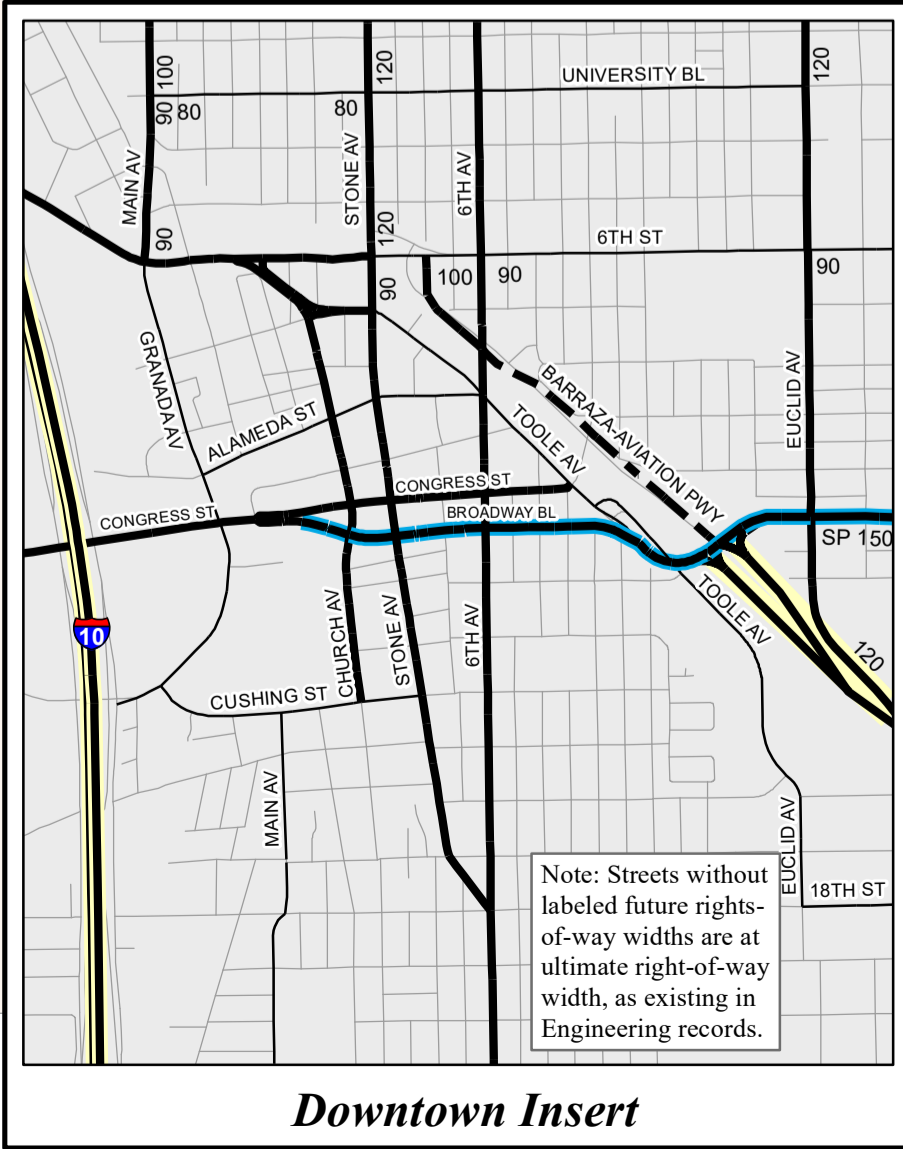 100
120
120
UNIVERSITY BL
90
80
80
MAIN AV
STONE AV
6TH AV
90
120
6TH ST
100
90
90
90
GRANADA AV
EUCLID AV
BARRAZA-AVIATION PWY
ALAMEDA ST
TOOLE AV
CONGRESS ST
CONGRESS ST
BROADWAY BL
SP 150
10
CHURCH AV
STONE AV
6TH AV
TOOLE AV
120
CUSHING ST
MAIN AV
EUCLID AV
18TH ST
Note: Streets without
labeled future rights-
of-way widths are at
ultimate right-of-way
width, as existing in
Engineering records.
Downtown Insert